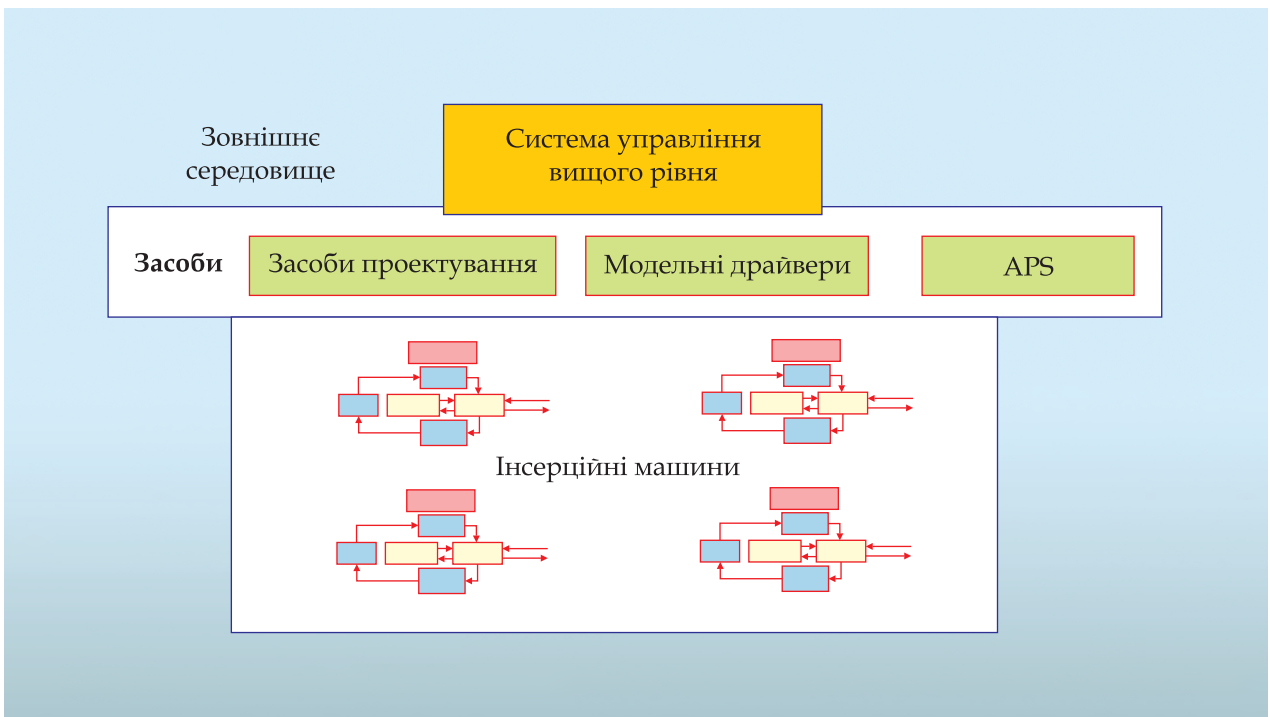 Зовнішнє
середовище
Система управління
вищого рівня
Засоби
Засоби проектування
Модельні драйвери
APS
Інсерційні машини